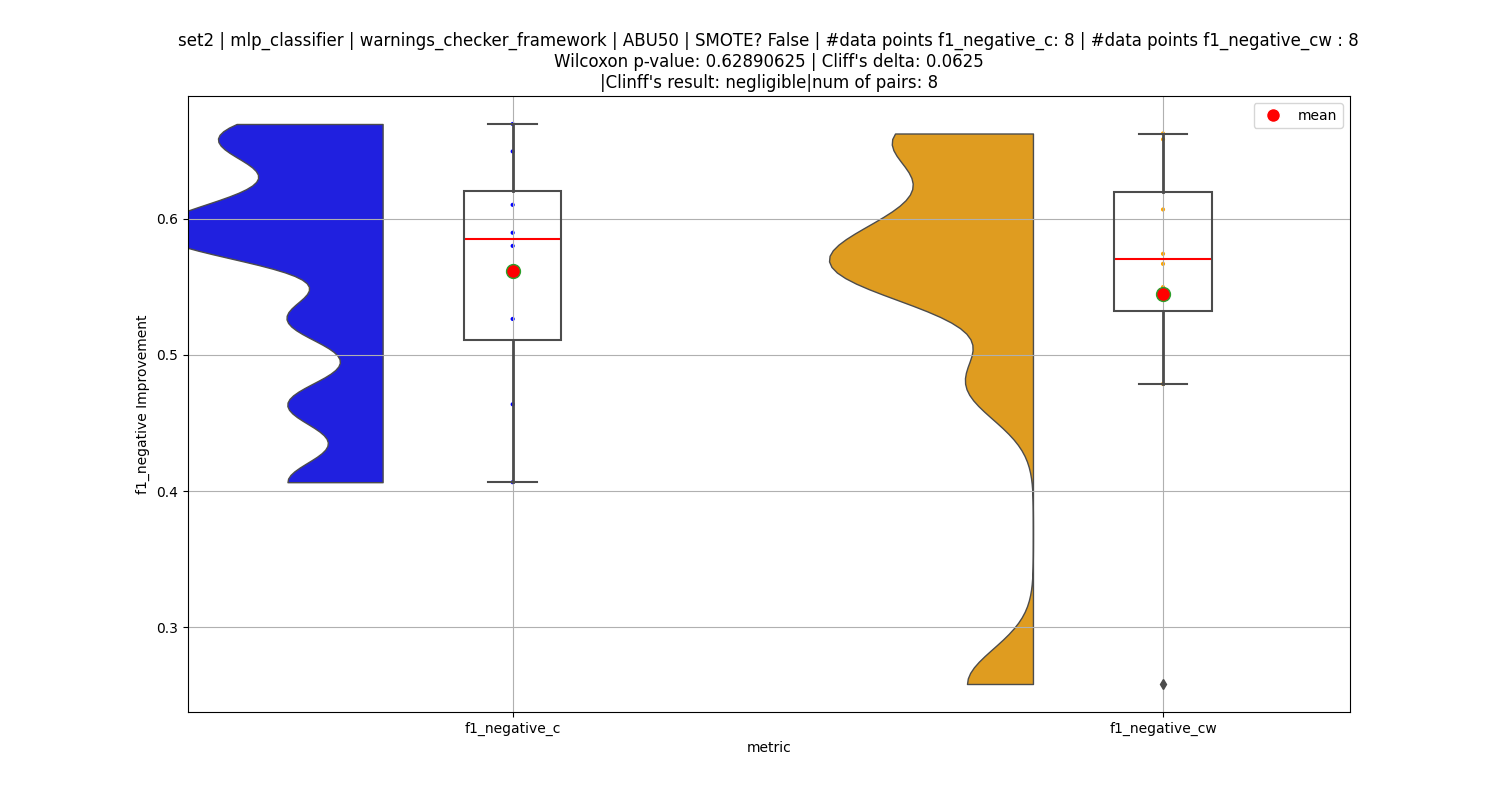 set2 | mlp_classifier | warnings_checker_framework | ABU50 | SMOTE? False | #data points f1_negative_c: 8 | #data points f1_negative_cw : 8
Wilcoxon p-value: 0.62890625 | Cliff's delta: 0.0625
|Clinff's result: negligible|num of pairs: 8
mean
f1_negative Improvement
0.6
0.5
0.4
0.3
f1_negative_c
f1_negative_cw
metric